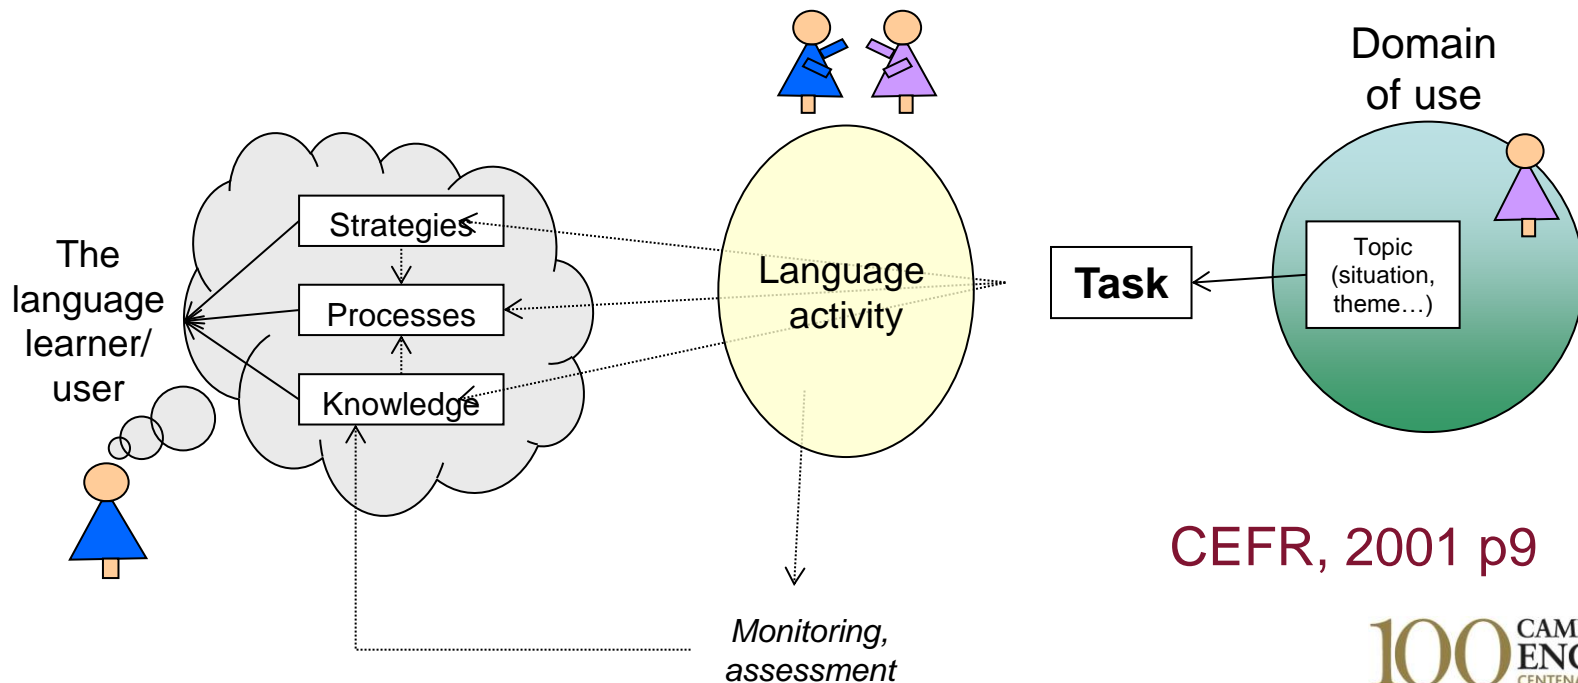 Domain
of use
The
language
learner/
user
Strategies
Processes
Knowledge
Language
activity
Task
Topic
(situation,
theme…)
CEFR, 2001 p9
Monitoring,
assessment
100